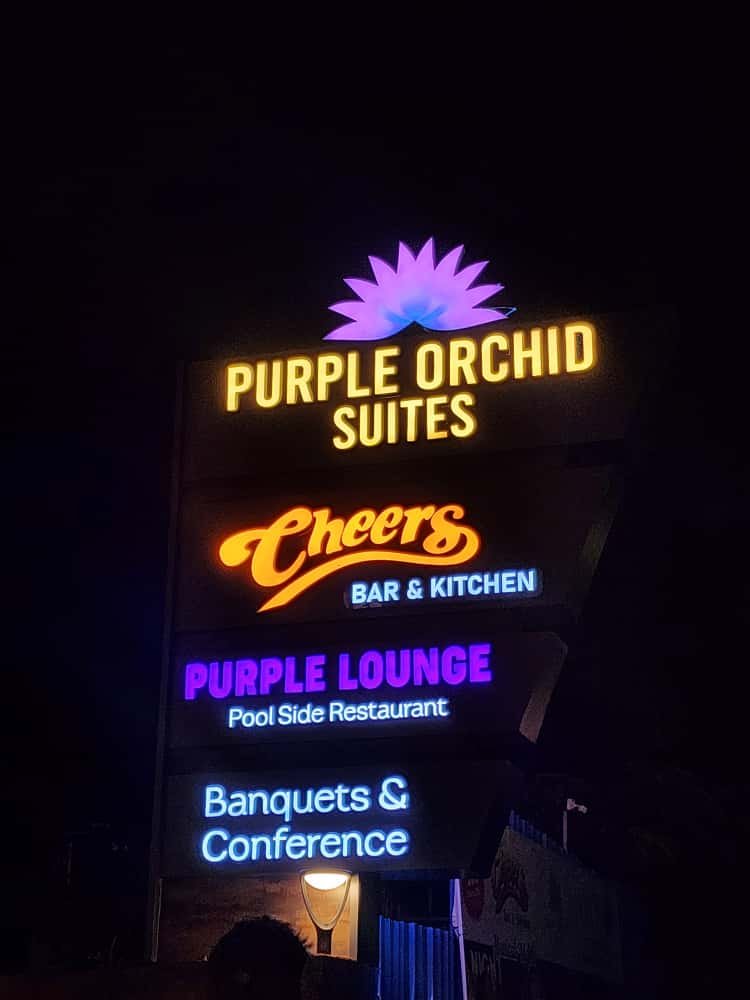 PURPLE ORCHID
SUITES
Cheers
BAR & KITCHEN
PURPLE LOUNGE
Pool Side Restaurant
Banquets &
Conference